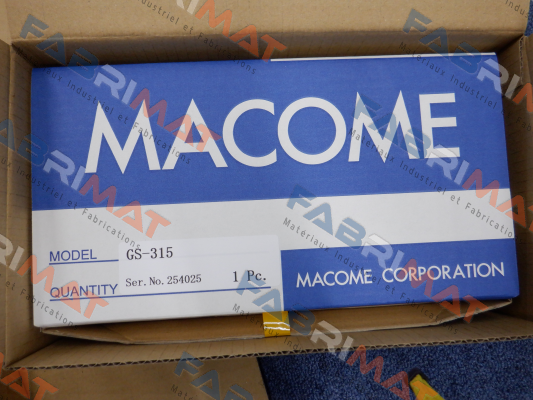 MACOME
MODEL GS-315
Ser.No.254025 1 Pc.
QUANTITY
MACOME CORPORATION
FABRIMAT
Materiaux Industriel et Fabrications